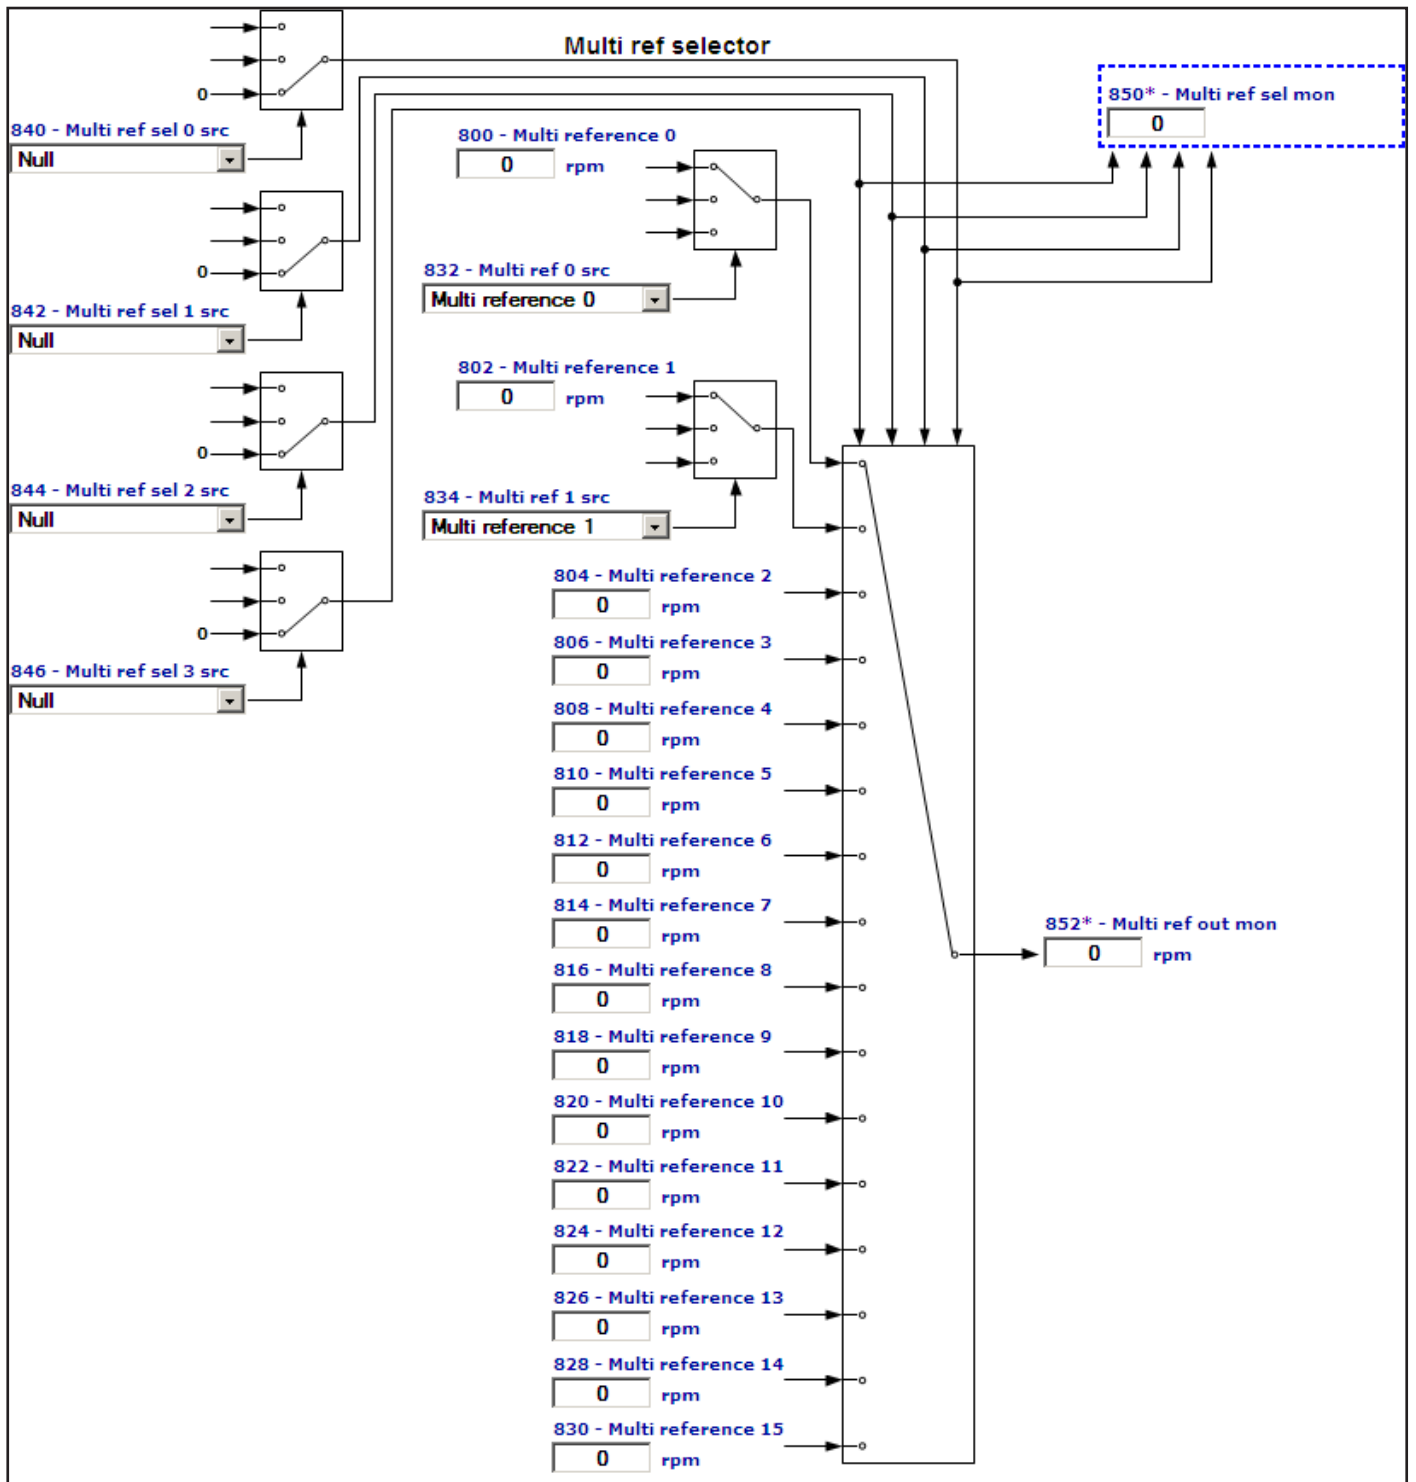 Multi ref selector
0
840 - Multi ref sel 0 src
Null
0
842 - Multi ref sel 1 src
Null
0
844 - Multi ref sel 2 src
Null
0
846 - Multi ref sel 3 src
Null
800 - Multi reference 0
0 rpm
832 - Multi ref 0 src
Multi reference 0
802 - Multi reference 1
0 rpm
834 - Multi ref 1 src
Multi reference 1
804 - Multi reference 2
0 rpm
806 - Multi reference 3
0 rpm
808 - Multi reference 4
0 rpm
810 - Multi reference 5
0 rpm
812 - Multi reference 6
0 rpm
814 - Multi reference 7
0 rpm
816 - Multi reference 8
0 rpm
818 - Multi reference 9
0 rpm
820 - Multi reference 10
0 rpm
822 - Multi reference 11
0 rpm
824 - Multi reference 12
0 rpm
826 - Multi reference 13
0 rpm
828 - Multi reference 14
0 rpm
830 - Multi reference 15
0 rpm
850* - Multi ref sel mon
0
852* - Multi ref out mon
0 rpm